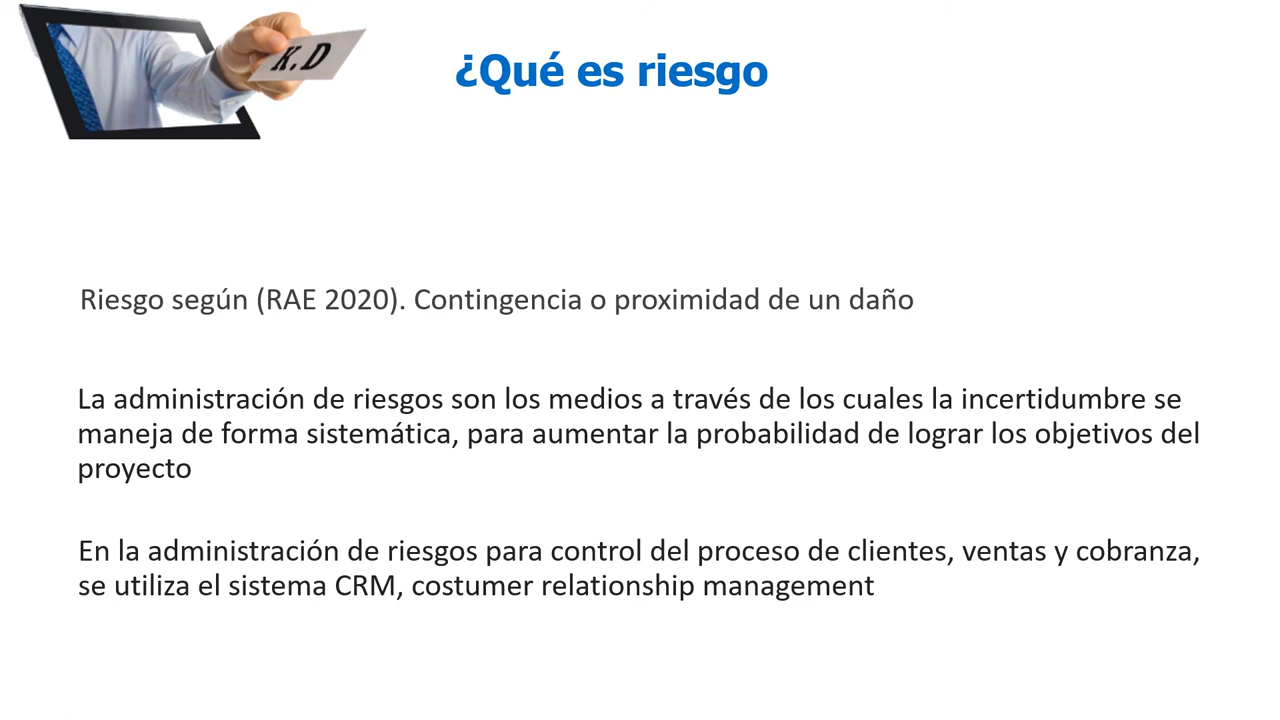 K.D
¿Qué es riesgo
Riesgo según (RAE 2020). Contingencia o proximidad de un daño
La administración de riesgos son los medios a través de los cuales la incertidumbre se
maneja de forma sistemática, para aumentar la probabilidad de lograr los objetivos del
proyecto
En la administración de riesgos para control del proceso de clientes, ventas y cobranza,
se utiliza el sistema CRM, costumer relationship management